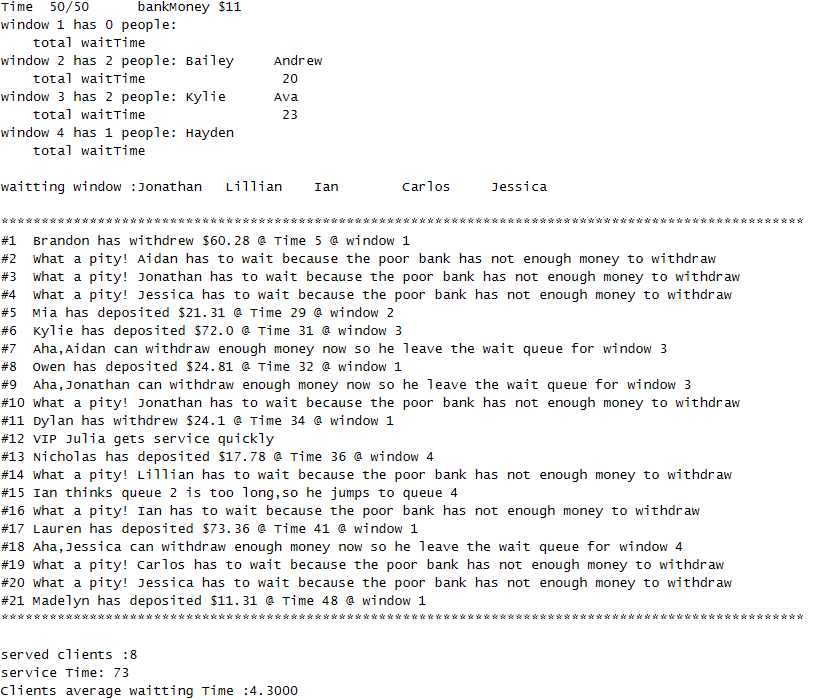 Time  50/50      bankMoney $11
window 1 has 0 people:
    total waitTime
window 2 has 2 people: Bailey     Andrew
    total waitTime                 20
window 3 has 2 people: Kylie      Ava
    total waitTime                 23
window 4 has 1 people: Hayden
    total waitTime
waitting window :Jonathan   Lillian    Ian        Carlos     Jessica
****************************************************************************************************
#1  Brandon has withdrew $60.28 @ Time 5 @ window 1
#2  What a pity! Aidan has to wait because the poor bank has not enough money to withdraw
#3  What a pity! Jonathan has to wait because the poor bank has not enough money to withdraw
#4  What a pity! Jessica has to wait because the poor bank has not enough money to withdraw
#5  Mia has deposited $21.31 @ Time 29 @ window 2
#6  Kylie has deposited $72.0 @ Time 31 @ window 3
#7  Aha,Aidan can withdraw enough money now so he leave the wait queue for window 3
#8  Owen has deposited $24.81 @ Time 32 @ window 1
#9  Aha,Jonathan can withdraw enough money now so he leave the wait queue for window 3
#10 What a pity! Jonathan has to wait because the poor bank has not enough money to withdraw
#11 Dylan has withdrew $24.1 @ Time 34 @ window 1
#12 VIP Julia gets service quickly
#13 Nicholas has deposited $17.78 @ Time 36 @ window 4
#14 What a pity! Lillian has to wait because the poor bank has not enough money to withdraw
#15 Ian thinks queue 2 is too long,so he jumps to queue 4
#16 What a pity! Ian has to wait because the poor bank has not enough money to withdraw
#17 Lauren has deposited $73.36 @ Time 41 @ window 1
#18 Aha,Jessica can withdraw enough money now so he leave the wait queue for window 4
#19 What a pity! Carlos has to wait because the poor bank has not enough money to withdraw
#20 What a pity! Jessica has to wait because the poor bank has not enough money to withdraw
#21 Madelyn has deposited $11.31 @ Time 48 @ window 1
****************************************************************************************************
served clients :8
service Time: 73
Clients average waitting Time :4.3000